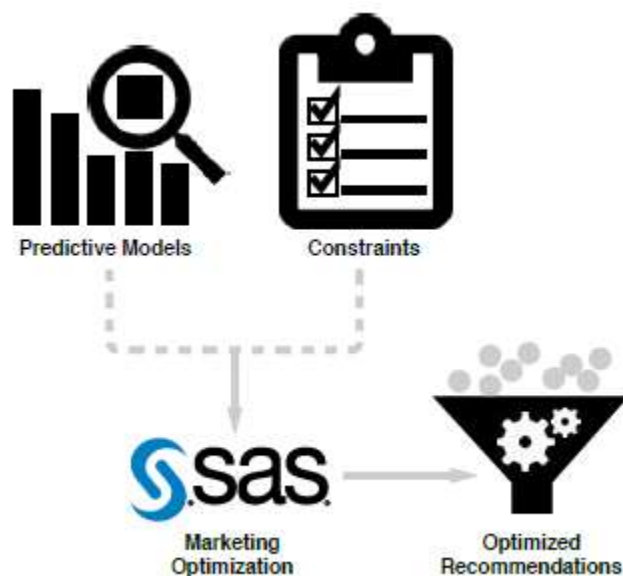 Predictive Models
Constraints
sas
Marketing
Optimization
Optimized
Recommendations